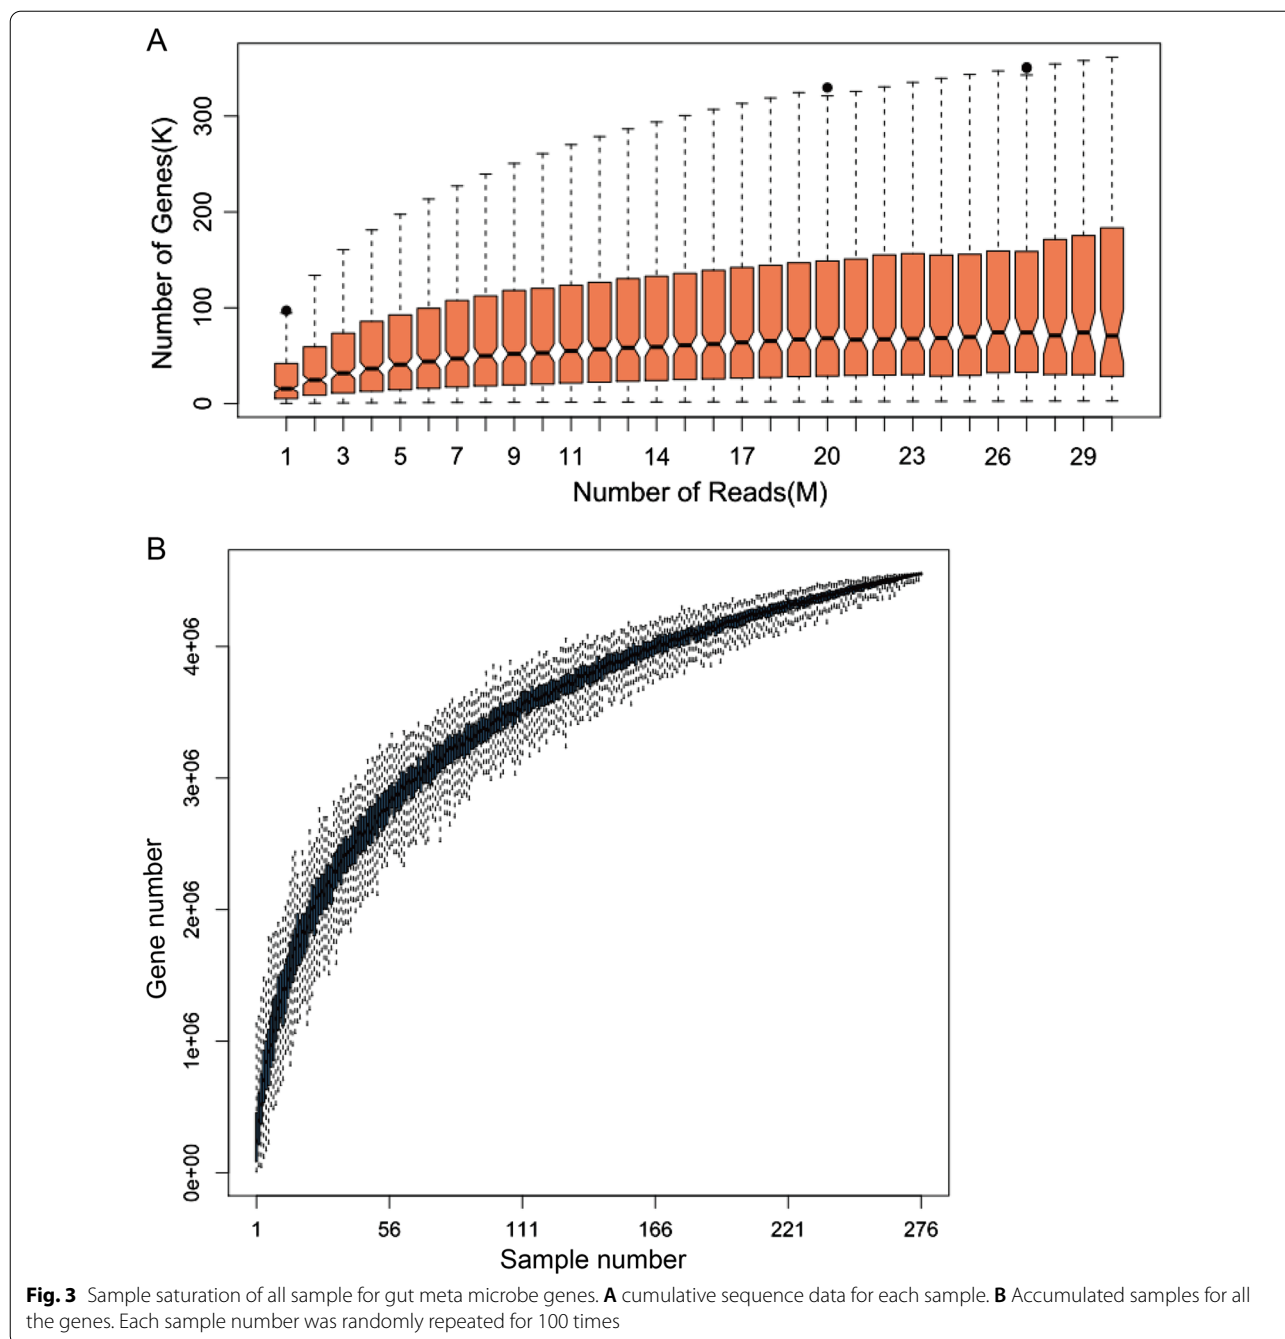 A
Number of Genes(K)
300
200
100
0
1 3 5 7 9 11 14 17 20 23 26 29
Number of Reads(M)
B
Gene number
4e+06
3e+06
2e+06
1e+06
0e+00
1 56 111 166 221 276
Sample number
Fig. 3 Sample saturation of all sample for gut meta microbe genes. A cumulative sequence data for each sample. B Accumulated samples for all
the genes. Each sample number was randomly repeated for 100 times